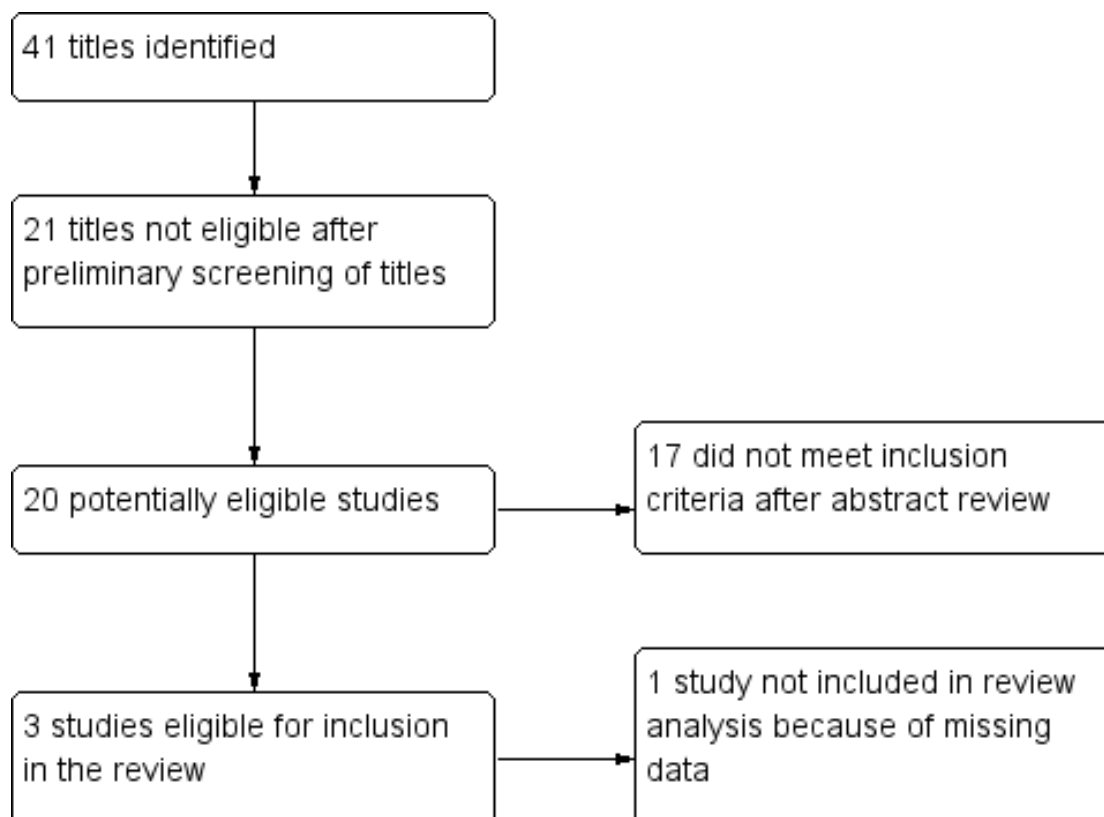 41 titles identified
21 titles not eligible after
preliminary screening of titles
20 potentially eligible studies
17 did not meet inclusion
criteria after abstract review
3 studies eligible for inclusion
in the review
1 study not included in review
analysis because of missing
data